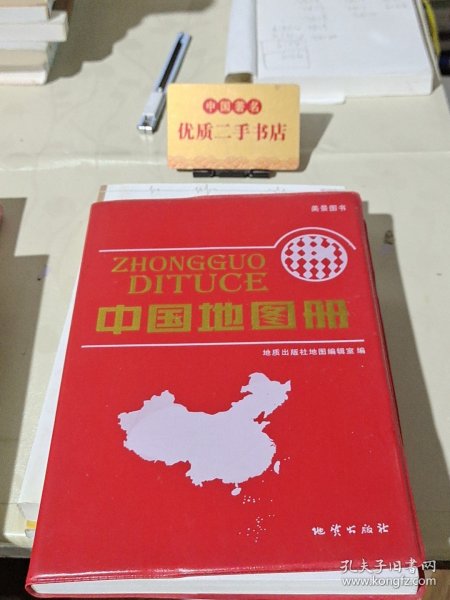 中国著名
优质二手书店
美景图书
ZHONGGUO
DITUCE
中国地图册
地质出版社地图编辑室 编
地质出版社
孔夫子旧书网
www.kongfz.com